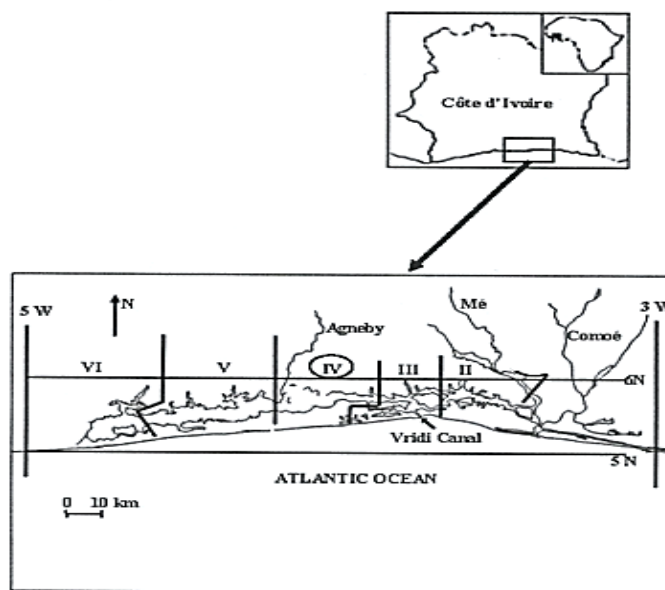 Côte d'Ivoire
5 W
N
Agneby
Mé
Comoé
3 W
VI
V
IV
III
II
6N
Vridi Canal
5 N
ATLANTIC OCEAN
0 10 km